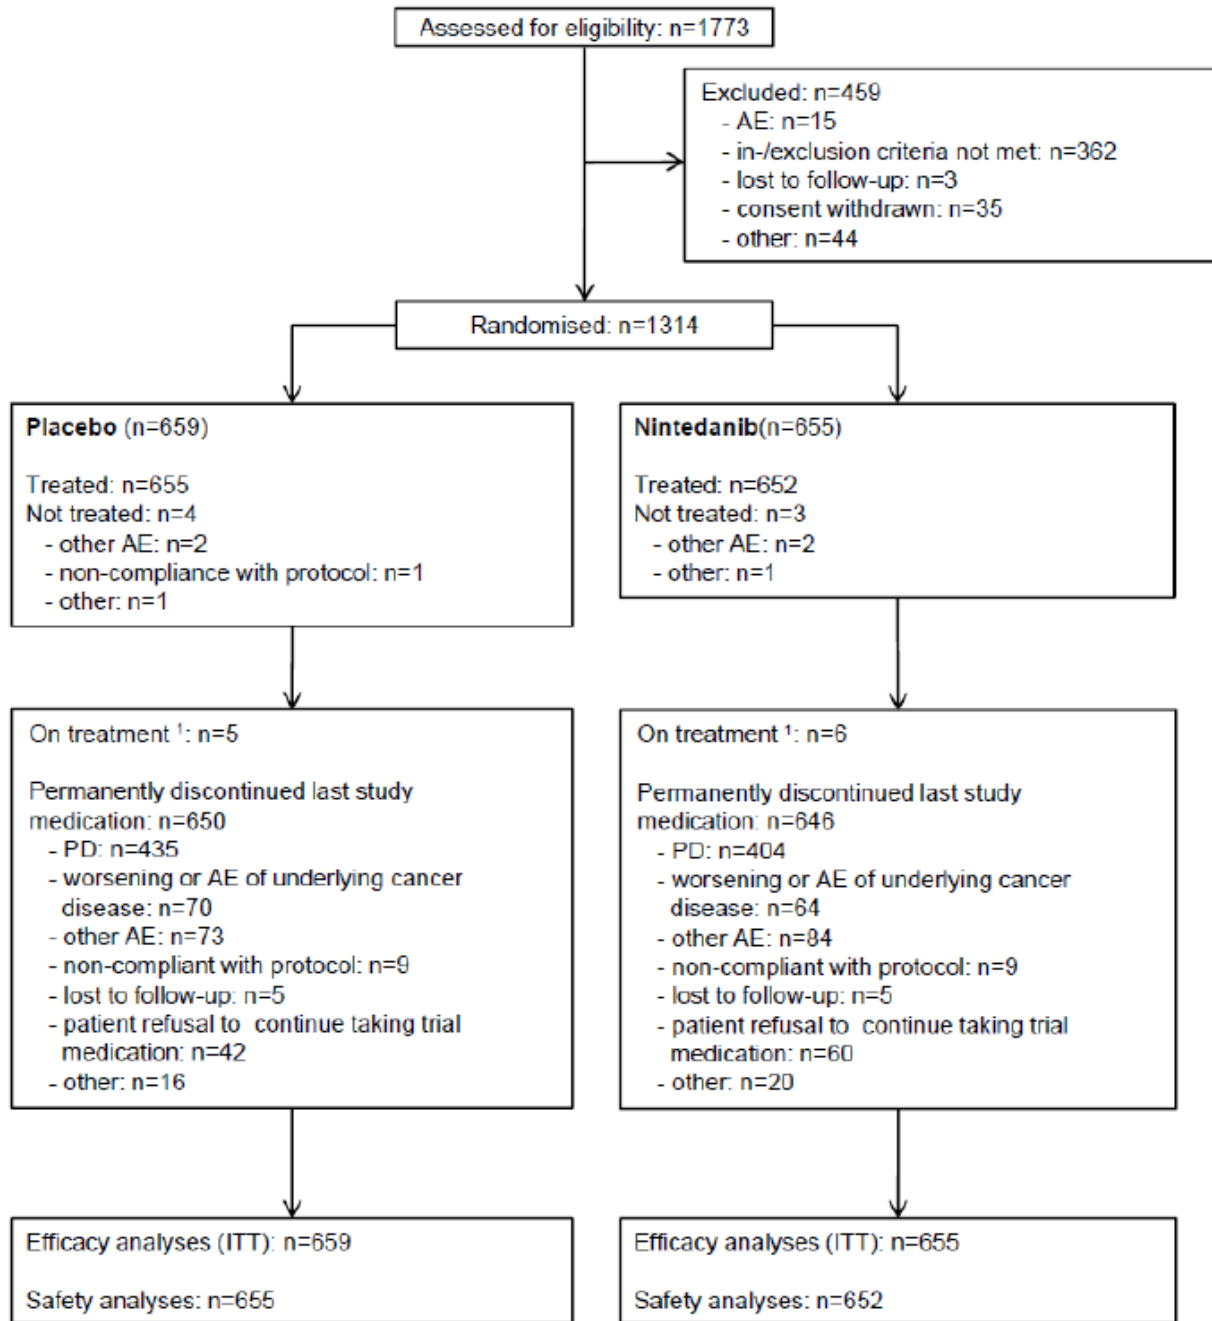 Assessed for eligibility: n=1773
Excluded: n=459
- AE: n=15
- in-/exclusion criteria not met: n=362
- lost to follow-up: n=3
- consent withdrawn: n=35
- other: n=44
Randomised: n=1314
Placebo (n=659)
Treated: n=655
Not treated: n=4
- other AE: n=2
- non-compliance with protocol: n=1
- other: n=1
Nintedanib(n=655)
Treated: n=652
Not treated: n=3
- other AE: n=2
- other: n=1
On treatment ¹: n=5
Permanently discontinued last study
medication: n=650
- PD: n=435
- worsening or AE of underlying cancer
disease: n=70
- other AE: n=73
- non-compliant with protocol: n=9
- lost to follow-up: n=5
- patient refusal to continue taking trial
medication: n=42
- other: n=16
On treatment ¹: n=6
Permanently discontinued last study
medication: n=646
- PD: n=404
- worsening or AE of underlying cancer
disease: n=64
- other AE: n=84
- non-compliant with protocol: n=9
- lost to follow-up: n=5
- patient refusal to continue taking trial
medication: n=60
- other: n=20
Efficacy analyses (ITT): n=659
Safety analyses: n=655
Efficacy analyses (ITT): n=655
Safety analyses: n=652